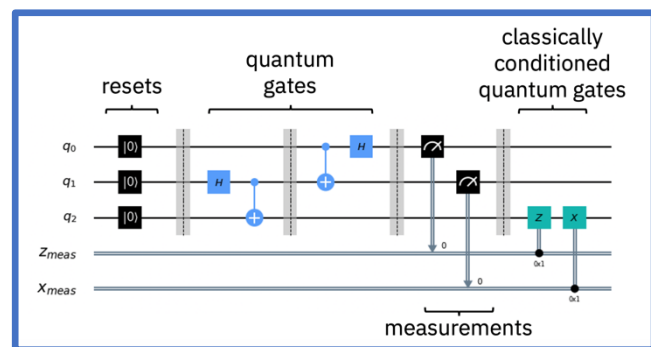 classically
conditioned
quantum gates
quantum
gates
resets
q0 |0⟩ H
q1 |0⟩ H
q2 |0⟩ Z X
zmeas 0 0x1
xmeas 0 0x1
measurements